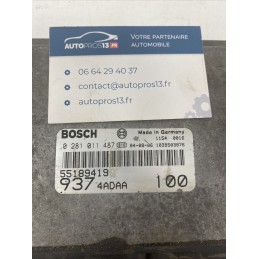 AUTOPROS13.FR
VOTRE PARTENAIRE
AUTOMOBILE
06 64 29 40 37
contact@autopros13.fr
autopros13.fr
BOSCH
Made in Germany
0 281 011 487
55189419
937 4ADAA 100